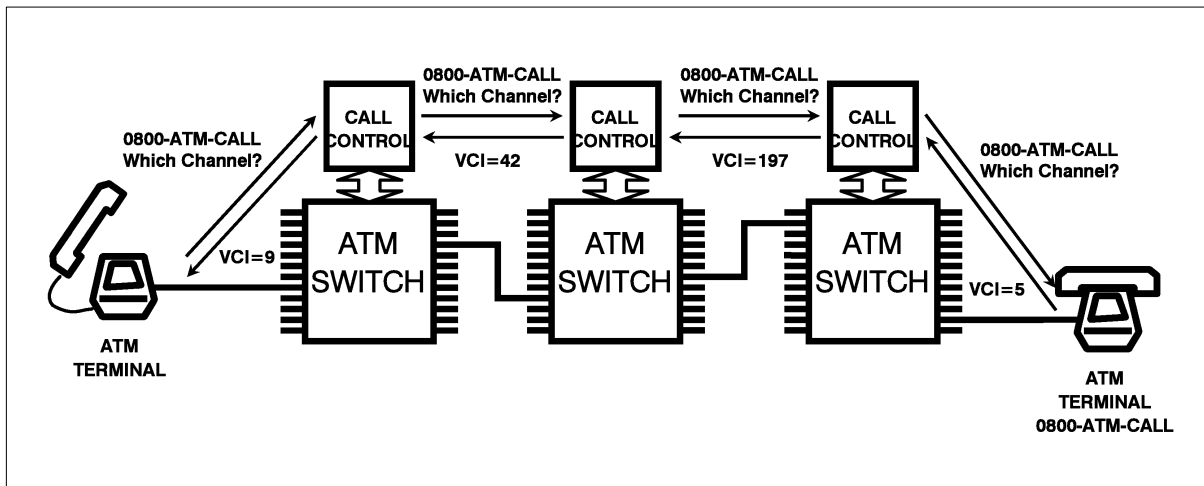 0800-ATM-CALL
Which Channel?
0800-ATM-CALL
Which Channel?
0800-ATM-CALL
Which Channel?
0800-ATM-CALL
Which Channel?
CALL
CONTROL
CALL
CONTROL
CALL
CONTROL
VCI=42
VCI=197
VCI=9
VCI=5
ATM
SWITCH
ATM
SWITCH
ATM
SWITCH
ATM
TERMINAL
ATM
TERMINAL
0800-ATM-CALL